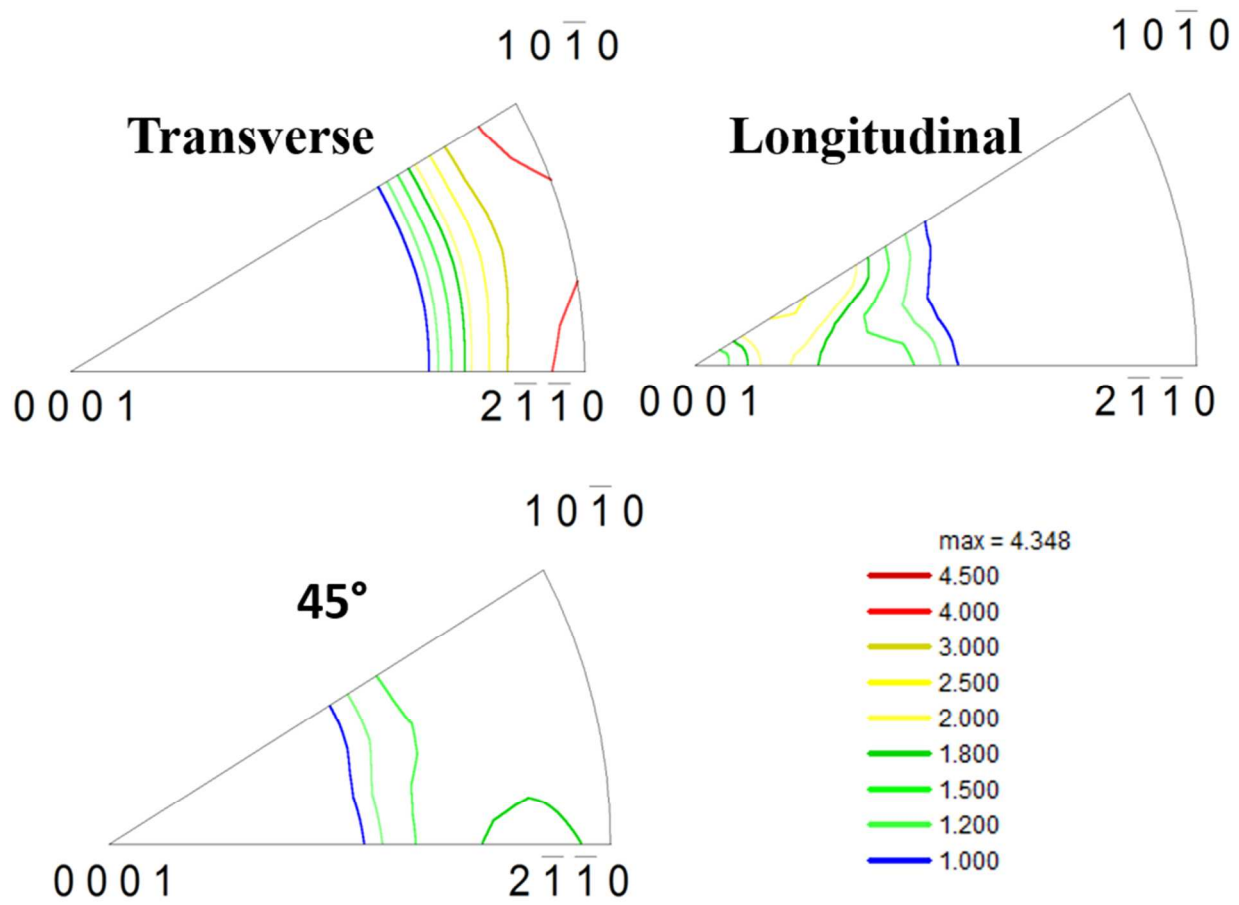 1 0 1̅ 0
1 0 1̅ 0
Transverse
Longitudinal
0 0 0 1
2 1̅ 1̅ 0
0 0 0 1
2 1̅ 1̅ 0
1 0 1̅ 0
45°
0 0 0 1
2 1̅ 1̅ 0
max = 4.348
4.500
4.000
3.000
2.500
2.000
1.800
1.500
1.200
1.000